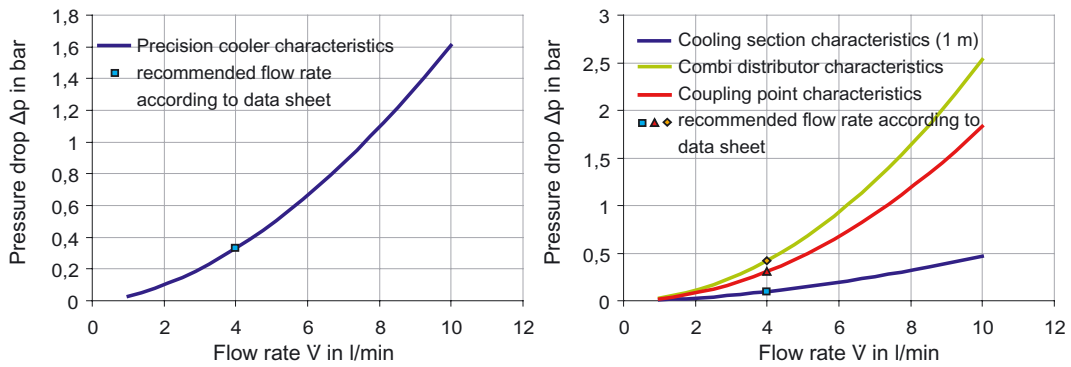 Pressure drop Δp in bar
1,8
1,6
1,4
1,2
1
0,8
0,6
0,4
0,2
0
Precision cooler characteristics
recommended flow rate
according to data sheet
0 2 4 6 8 10 12
Flow rate V̇ in l/min
Pressure drop Δp in bar
3
2,5
2
1,5
1
0,5
0
Cooling section characteristics (1 m)
Combi distributor characteristics
Coupling point characteristics
recommended flow rate according to
data sheet
0 2 4 6 8 10 12
Flow rate V̇ in l/min